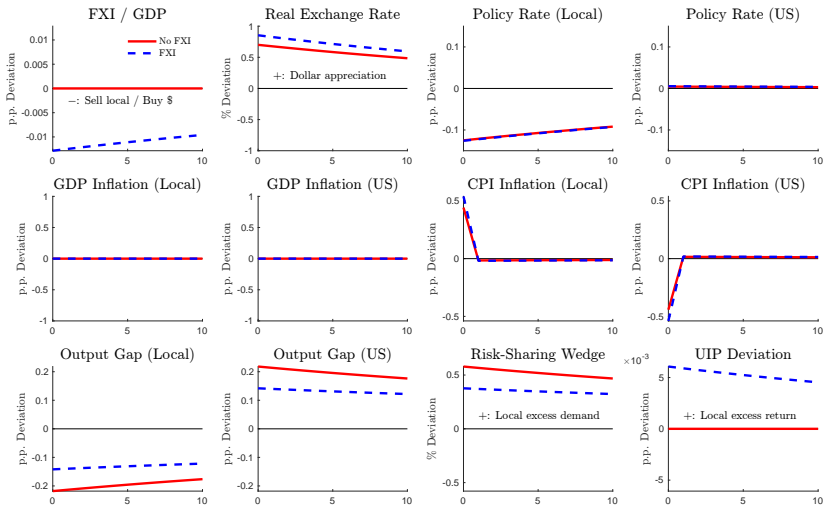 FXI / GDP
Real Exchange Rate
Policy Rate (Local)
Policy Rate (US)
p.p. Deviation
0.01
0.005
0
-0.005
-0.01
No FXI
FXI
−: Sell local / Buy $
0
5
10
% Deviation
1
0.5
0
-0.5
-1
+: Dollar appreciation
0
5
10
p.p. Deviation
0.1
0
-0.1
0
5
10
p.p. Deviation
0.1
0
-0.1
0
5
10
GDP Inflation (Local)
GDP Inflation (US)
CPI Inflation (Local)
CPI Inflation (US)
p.p. Deviation
1
0.5
0
-0.5
-1
0
5
10
p.p. Deviation
1
0.5
0
-0.5
-1
0
5
10
p.p. Deviation
0.5
0
-0.5
0
5
10
p.p. Deviation
0.5
0
-0.5
0
5
10
Output Gap (Local)
Output Gap (US)
Risk-Sharing Wedge
UIP Deviation
p.p. Deviation
0.2
0.1
0
-0.1
-0.2
0
5
10
p.p. Deviation
0.2
0.1
0
-0.1
-0.2
0
5
10
% Deviation
0.5
0
-0.5
+: Local excess demand
0
5
10
×10⁻³
p.p. Deviation
5
0
-5
+: Local excess return
0
5
10